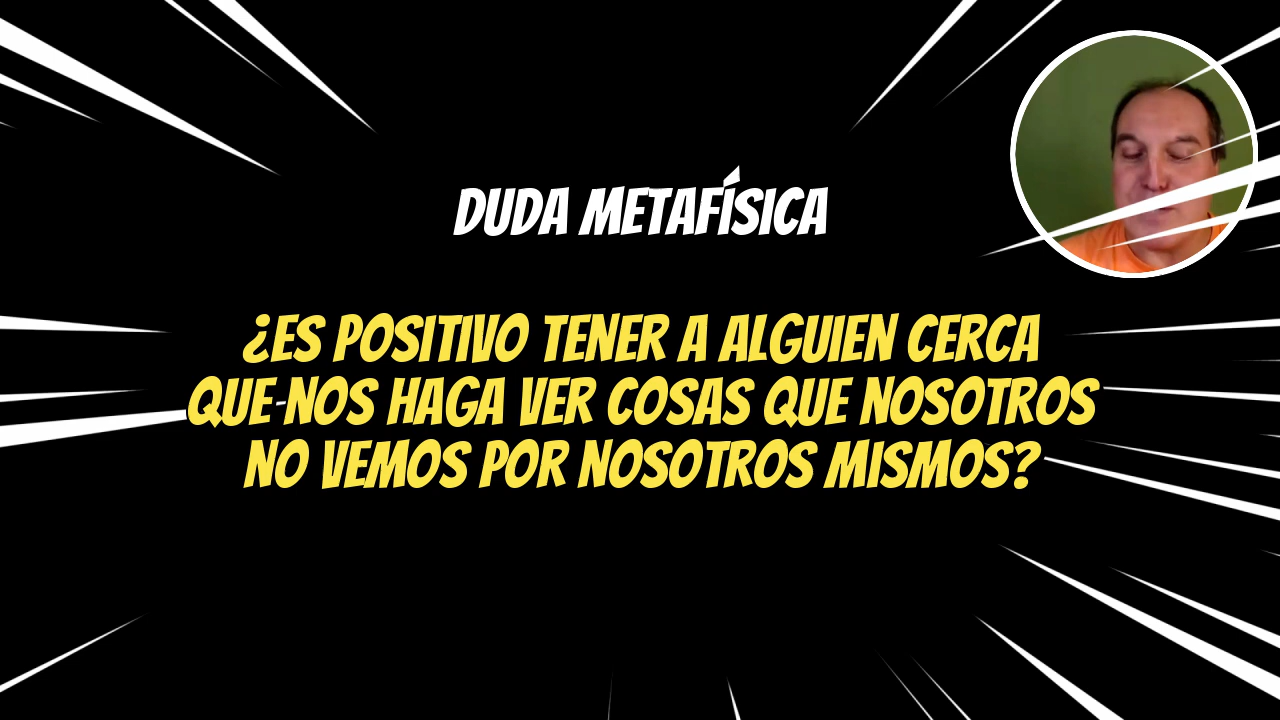 DUDA METAFÍSICA
¿ES POSITIVO TENER A ALGUIEN CERCA
QUE NOS HAGA VER COSAS QUE NOSOTROS
NO VEMOS POR NOSOTROS MISMOS?